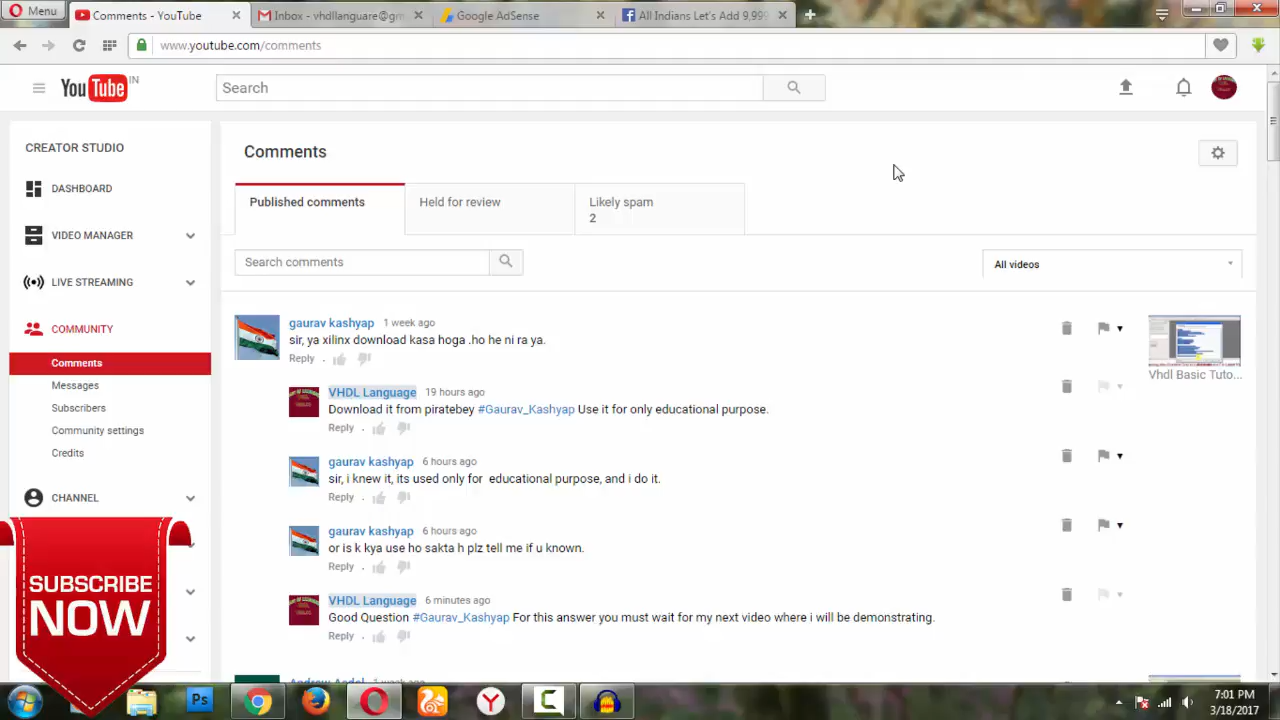 Menu
Comments - YouTube
Inbox - vhdllanguare@gm
Google AdSense
All Indians Let's Add 9,999
www.youtube.com/comments
YouTube IN
Search
CREATOR STUDIO
DASHBOARD
VIDEO MANAGER
LIVE STREAMING
COMMUNITY
Comments
Messages
Subscribers
Community settings
Credits
CHANNEL
SUBSCRIBE
NOW
Comments
Published comments
Held for review
Likely spam
2
Search comments
All videos
gaurav kashyap 1 week ago
sir, ya xilinx download kasa hoga .ho he ni ra ya.
Reply .
Vhdl Basic Tuto...
VHDL Language 19 hours ago
Download it from piratebey #Gaurav_Kashyap Use it for only educational purpose.
Reply .
gaurav kashyap 6 hours ago
sir, i knew it, its used only for educational purpose, and i do it.
Reply .
gaurav kashyap 6 hours ago
or is k kya use ho sakta h plz tell me if u known.
Reply .
VHDL Language 6 minutes ago
Good Question #Gaurav_Kashyap For this answer you must wait for my next video where i will be demonstrating.
Reply .
Ps
7:01 PM
3/18/2017